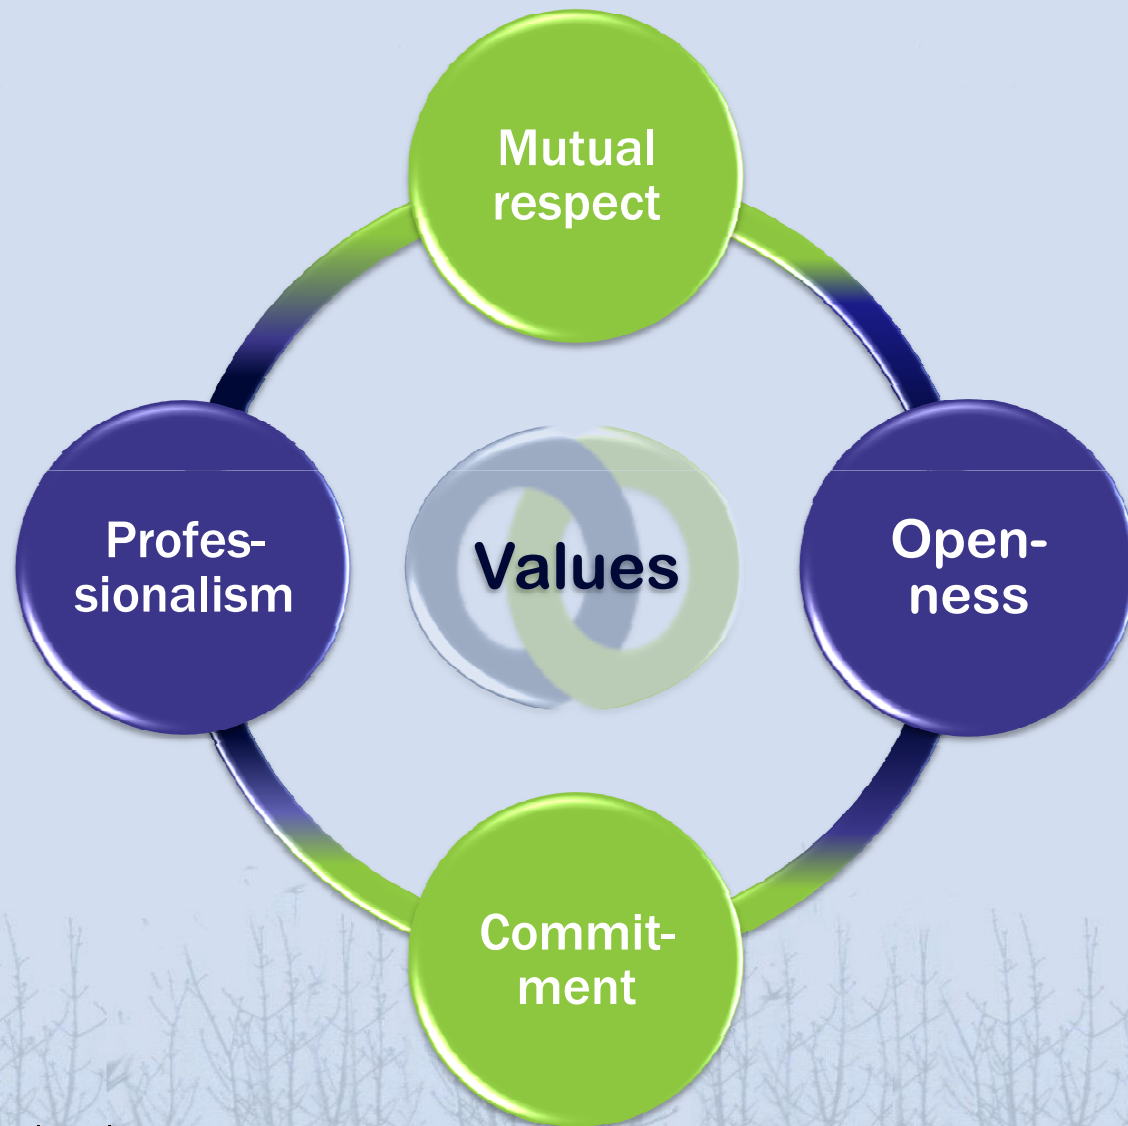 Mutual
respect
Profes-
sionalism
Values
Open-
ness
Commit-
ment